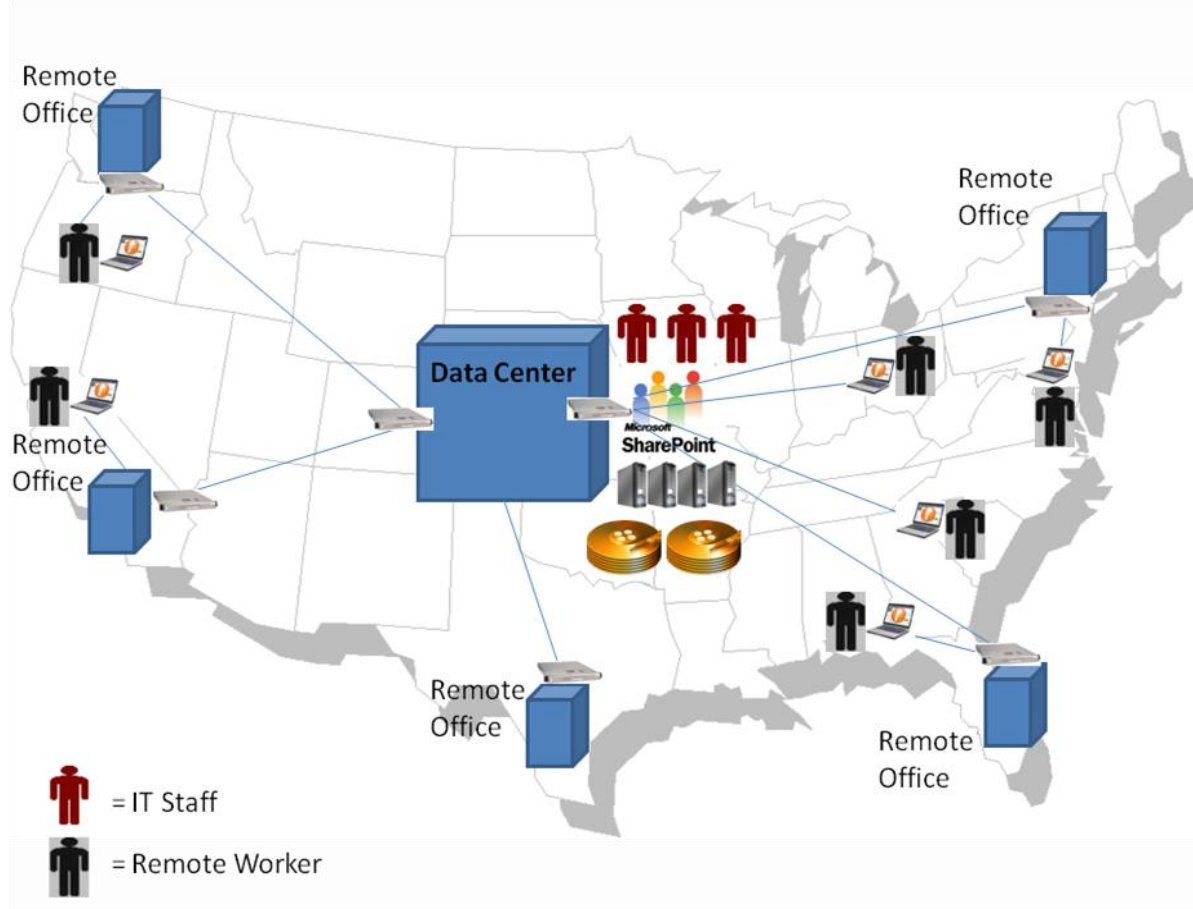 Remote
Office
Remote
Office
Data Center
Microsoft
SharePoint
Remote
Office
Remote
Office
Remote
Office
= IT Staff
= Remote Worker